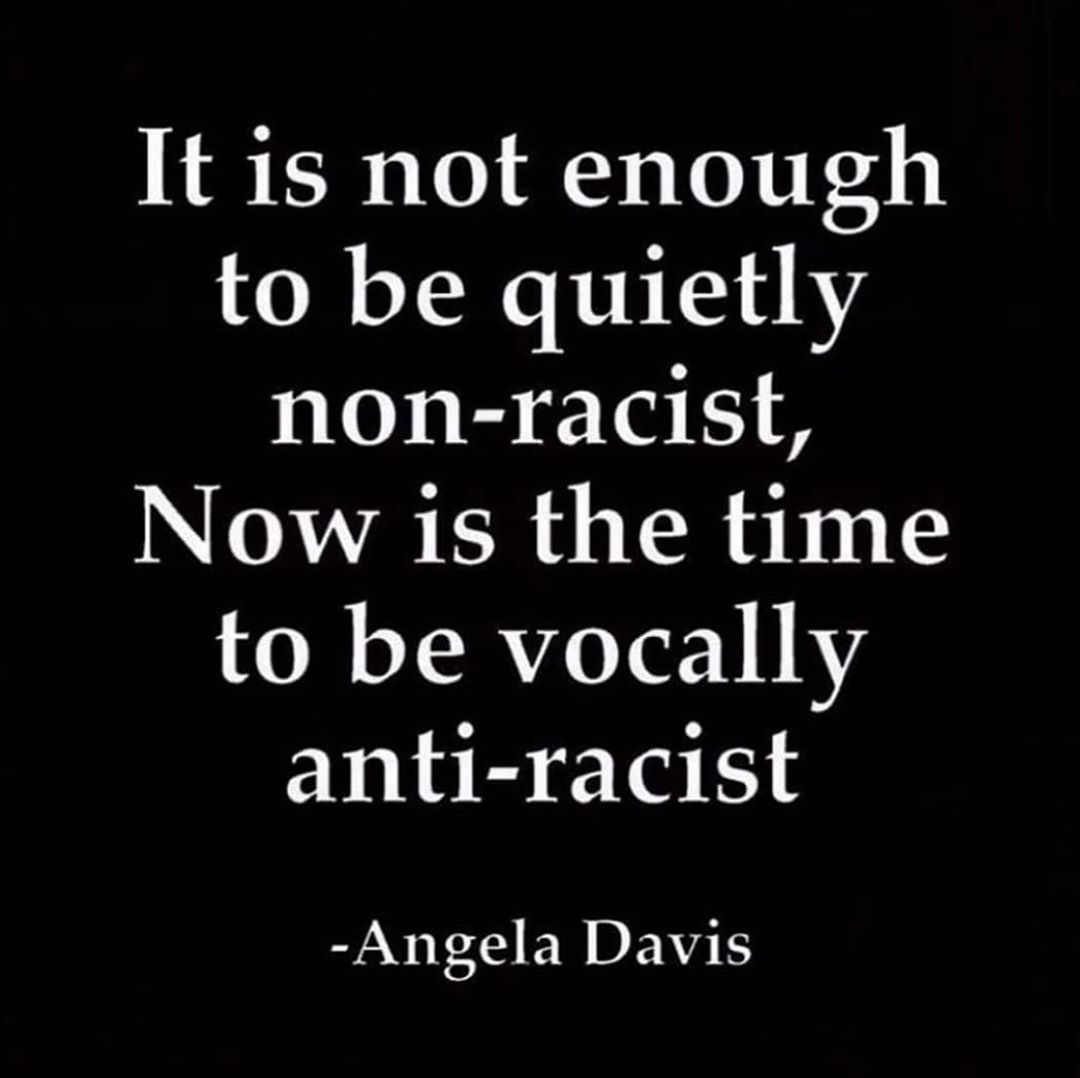 It is not enough
to be quietly
non-racist,
Now is the time
to be vocally
anti-racist
-Angela Davis